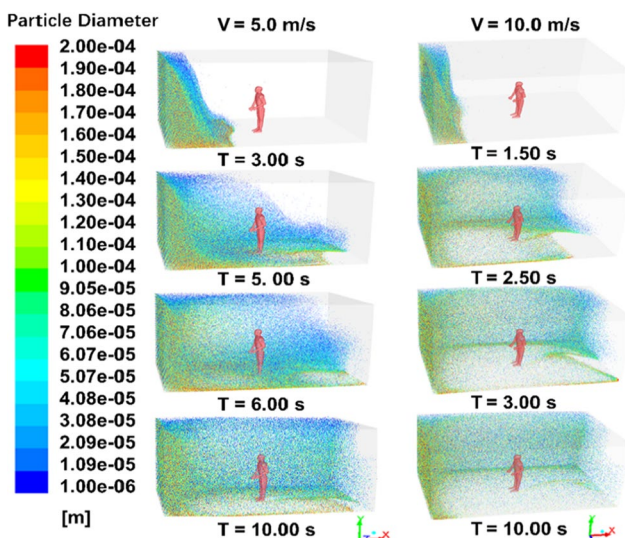 Particle Diameter
2.00e-04
1.90e-04
1.80e-04
1.70e-04
1.60e-04
1.50e-04
1.40e-04
1.30e-04
1.20e-04
1.10e-04
1.00e-04
9.05e-05
8.06e-05
7.06e-05
6.07e-05
5.07e-05
4.08e-05
3.08e-05
2.09e-05
1.09e-05
1.00e-06
[m]
V = 5.0 m/s
T = 3.00 s
T = 5. 00 s
T = 6.00 s
T = 10.00 s
V = 10.0 m/s
T = 1.50 s
T = 2.50 s
T = 3.00 s
T = 10.00 s